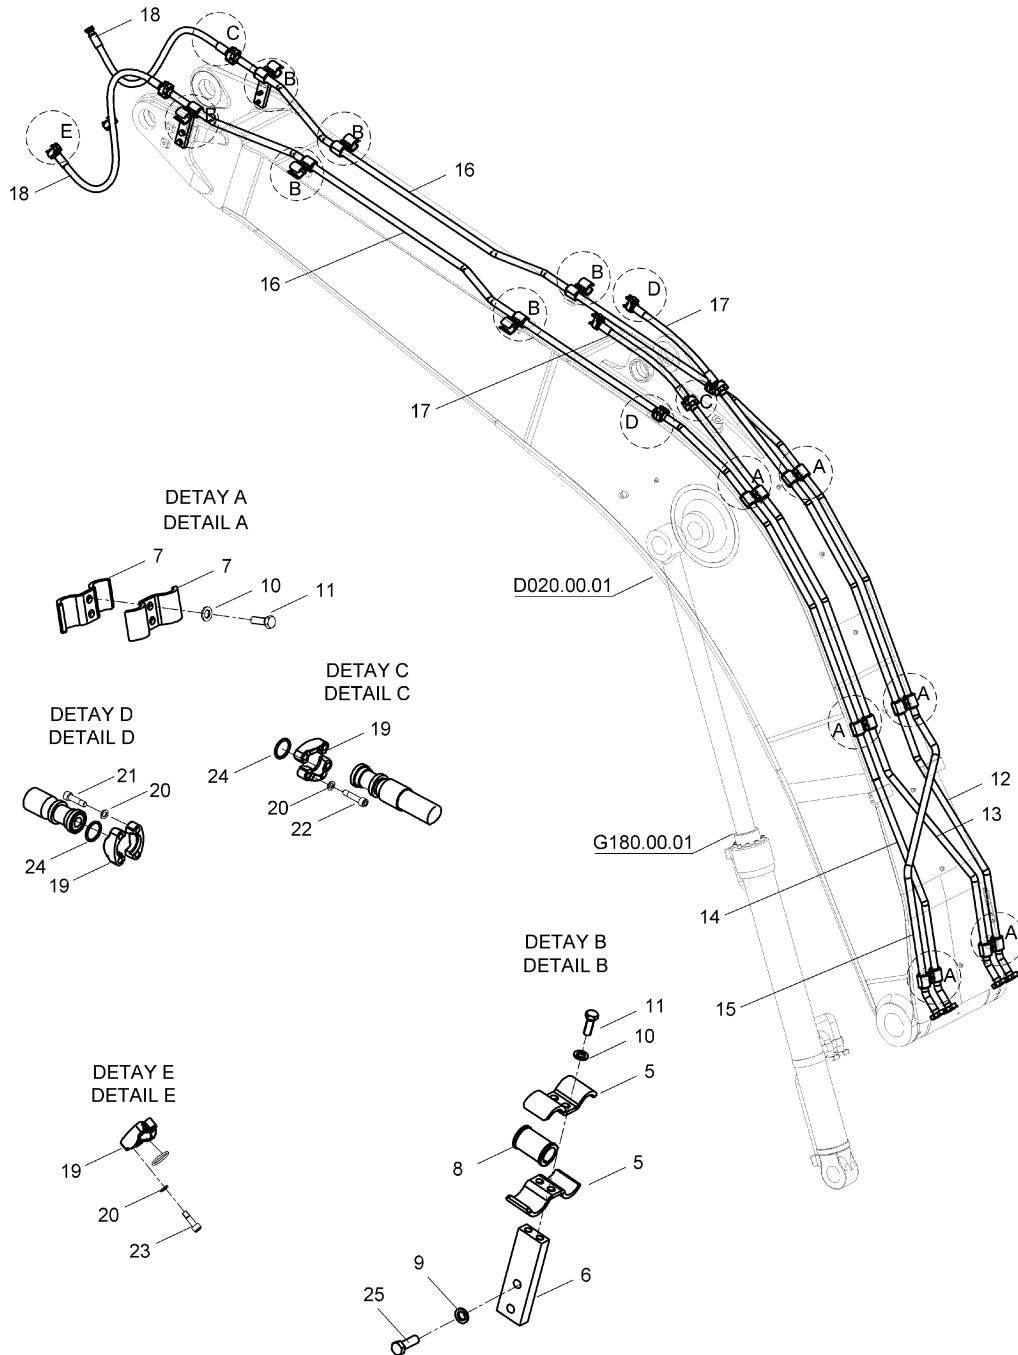 18
C
B
B
E
B
16
18
B
16
B
D
17
B
17
C
D
A
A
DETAY A
DETAIL A
7
7
10
11
D020.00.01
DETAY C
DETAIL C
A
A
DETAY D
DETAIL D
19
24
21
20
20
22
24
19
12
13
G180.00.01
14
A
DETAY B
DETAIL B
A
15
11
10
5
DETAY E
DETAIL E
8
5
19
20
23
9
6
25